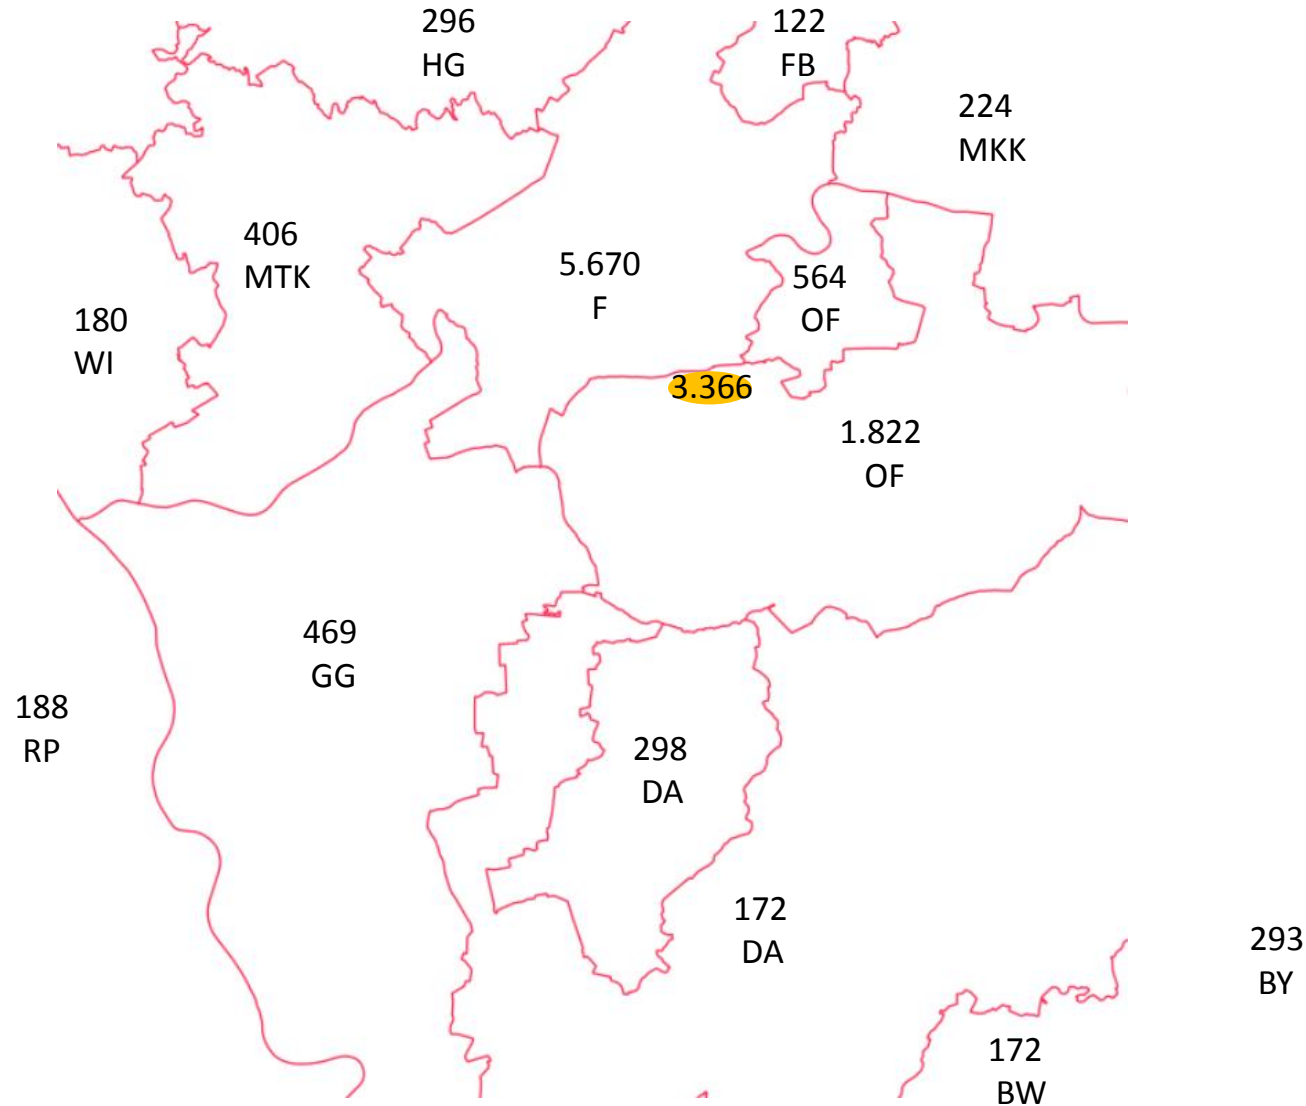 296
HG
122
FB
224
MKK
406
MTK
5.670
F
564
OF
180
WI
3.366
1.822
OF
469
GG
188
RP
298
DA
172
DA
293
BY
172
BW